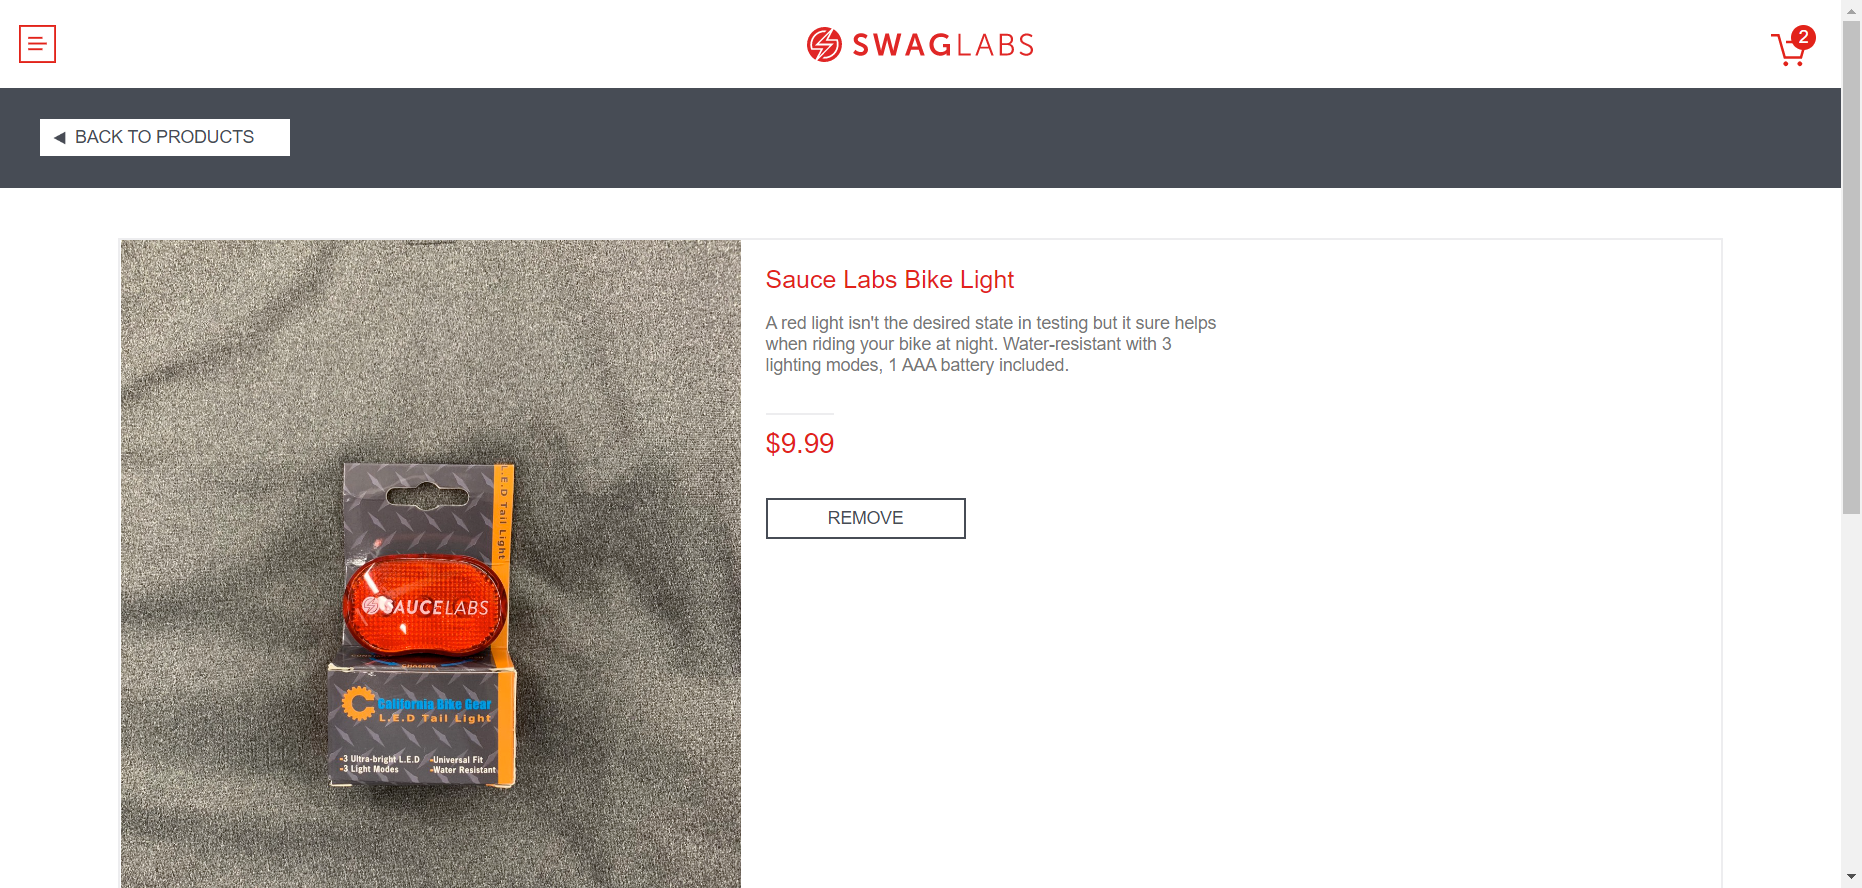 SWAGLABS
2
BACK TO PRODUCTS
Sauce Labs Bike Light
A red light isn't the desired state in testing but it sure helps
when riding your bike at night. Water-resistant with 3
lighting modes, 1 AAA battery included.
$9.99
REMOVE
L.E.D Tail Light
SAUCELABS
California Bike Gear
L.E.D Tail Light
-3 Ultra-bright L.E.D -Universal Fit
-3 Light Modes -Water Resistant